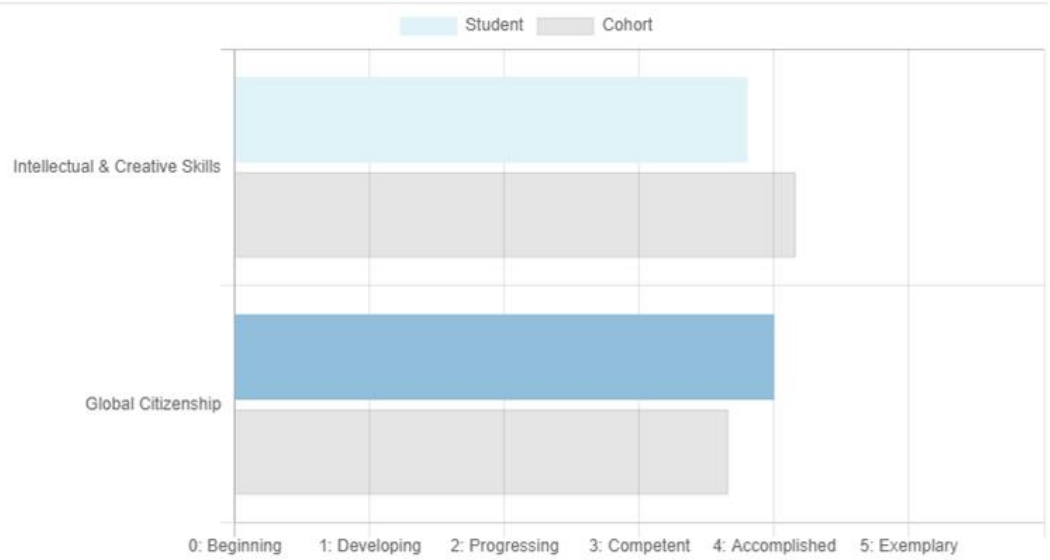 Student Cohort
Intellectual & Creative Skills
Global Citizenship
0: Beginning 1: Developing 2: Progressing 3: Competent 4: Accomplished 5: Exemplary